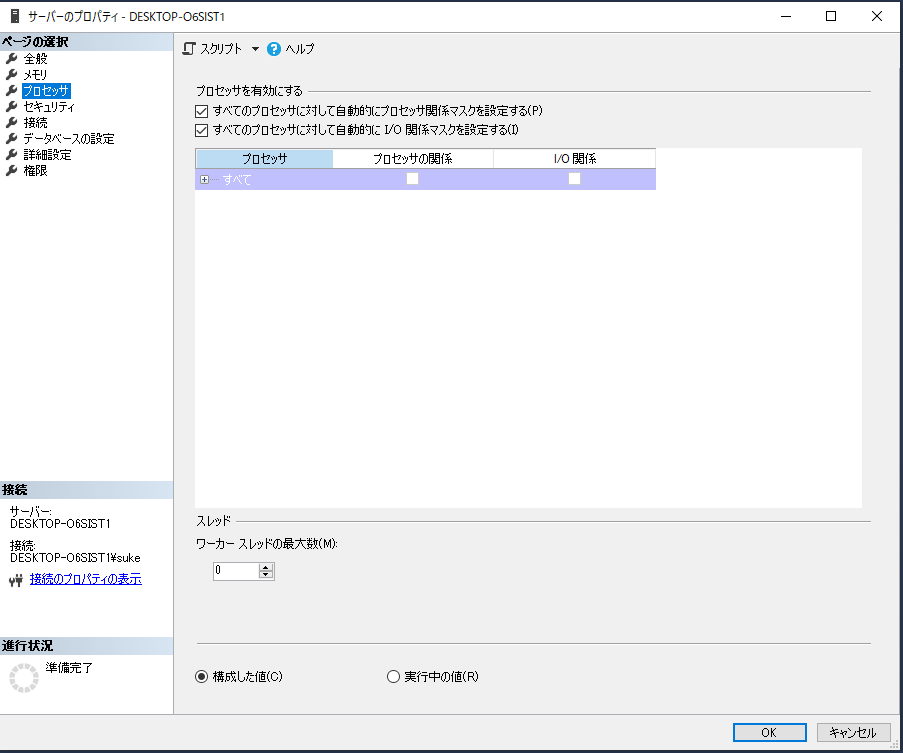 サーバーのプロパティ - DESKTOP-O6SIST1
ページの選択
全般
メモリ
プロセッサ
セキュリティ
接続
データベースの設定
詳細設定
権限
スクリプト ヘルプ
プロセッサを有効にする
すべてのプロセッサに対して自動的にプロセッサ関係マスクを設定する(P)
すべてのプロセッサに対して自動的に I/O 関係マスクを設定する(I)
プロセッサ プロセッサの関係 I/O 関係
すべて
スレッド
ワーカー スレッドの最大数(M):
0
構成した値(C) 実行中の値(R)
接続
サーバー:
DESKTOP-O6SIST1
接続:
DESKTOP-O6SIST1¥suke
接続のプロパティの表示
進行状況
準備完了
OK キャンセル